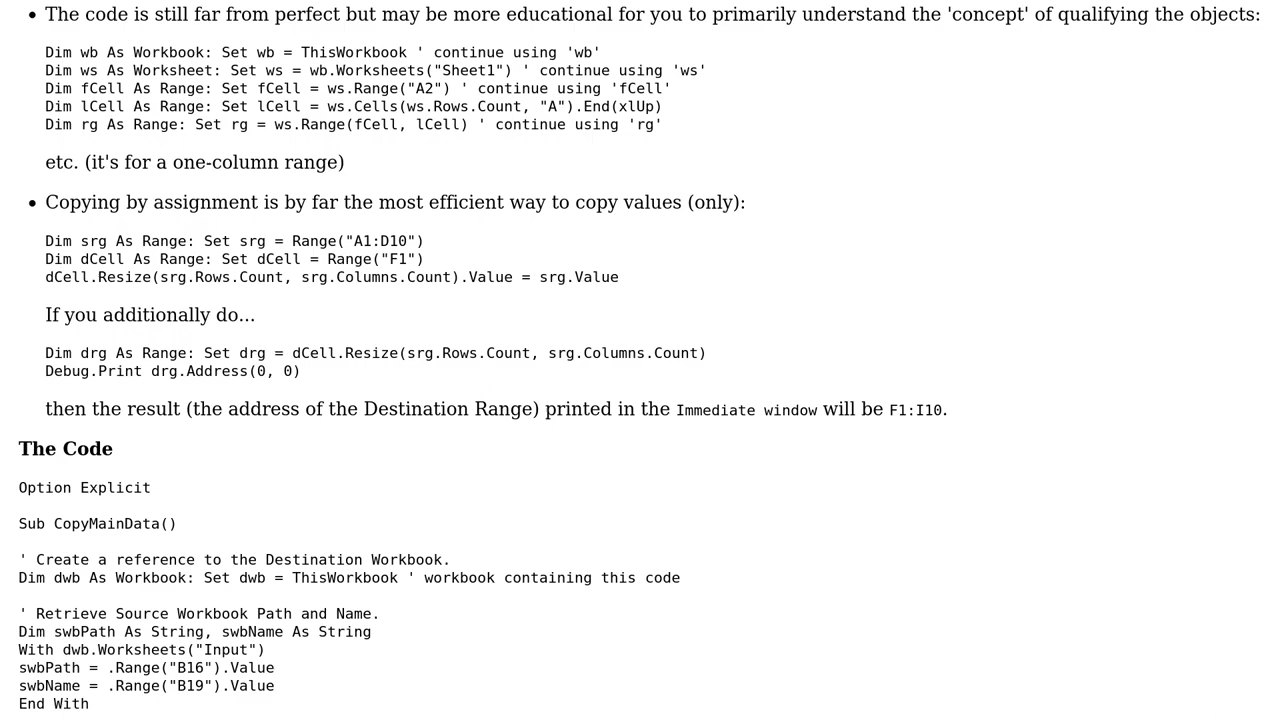 • The code is still far from perfect but may be more educational for you to primarily understand the 'concept' of qualifying the objects:
Dim wb As Workbook: Set wb = ThisWorkbook ' continue using 'wb'
Dim ws As Worksheet: Set ws = wb.Worksheets("Sheet1") ' continue using 'ws'
Dim fCell As Range: Set fCell = ws.Range("A2") ' continue using 'fCell'
Dim lCell As Range: Set lCell = ws.Cells(ws.Rows.Count, "A").End(xlUp)
Dim rg As Range: Set rg = ws.Range(fCell, lCell) ' continue using 'rg'
etc. (it's for a one-column range)
• Copying by assignment is by far the most efficient way to copy values (only):
Dim srg As Range: Set srg = Range("A1:D10")
Dim dCell As Range: Set dCell = Range("F1")
dCell.Resize(srg.Rows.Count, srg.Columns.Count).Value = srg.Value
If you additionally do...
Dim drg As Range: Set drg = dCell.Resize(srg.Rows.Count, srg.Columns.Count)
Debug.Print drg.Address(0, 0)
then the result (the address of the Destination Range) printed in the Immediate window will be F1:I10.
The Code
Option Explicit
Sub CopyMainData()
' Create a reference to the Destination Workbook.
Dim dwb As Workbook: Set dwb = ThisWorkbook ' workbook containing this code
' Retrieve Source Workbook Path and Name.
Dim swbPath As String, swbName As String
With dwb.Worksheets("Input")
swbPath = .Range("B16").Value
swbName = .Range("B19").Value
End With